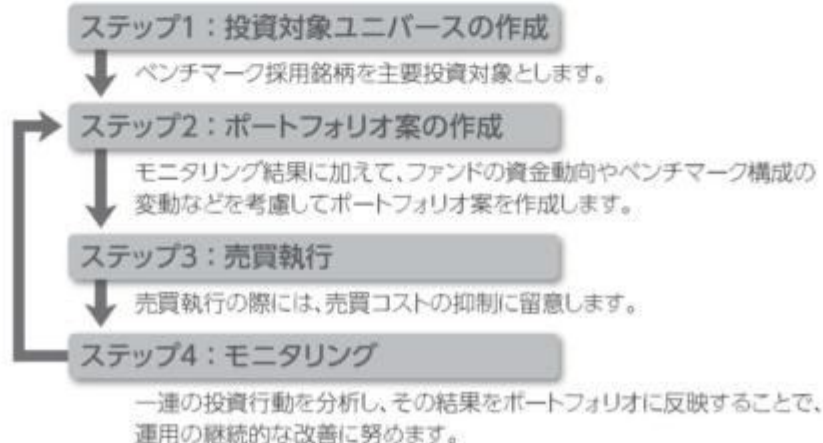 ステップ1：投資対象ユニバースの作成
ベンチマーク採用銘柄を主要投資対象とします。
ステップ2：ポートフォリオ案の作成
モニタリング結果に加えて、ファンドの資金動向やベンチマーク構成の
変動などを考慮してポートフォリオ案を作成します。
ステップ3：売買執行
売買執行の際には、売買コストの抑制に留意します。
ステップ4：モニタリング
一連の投資行動を分析し、その結果をポートフォリオに反映することで、
運用の継続的な改善に努めます。